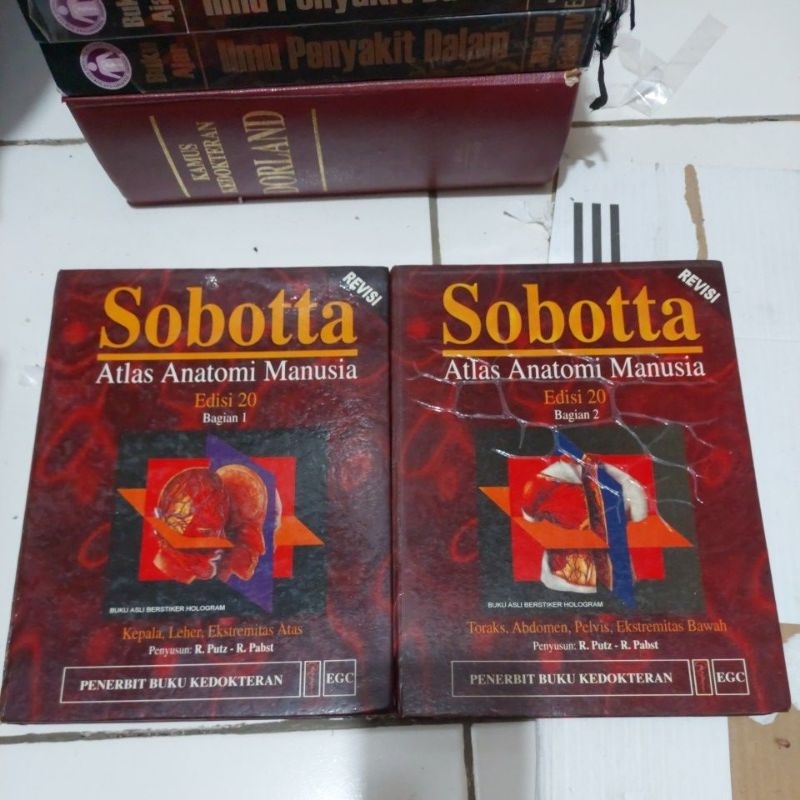 Ilmu Penyakit
Buku
Ajar
Ilmu Penyakit Dalam
KAMUS
KEDOKTERAN
DORLAND
REVISI
Sobotta
Atlas Anatomi Manusia
Edisi 20
Bagian 1
BUKU ASLI BERSTIKER HOLOGRAM
Kepala, Leher, Ekstremitas Atas
Penyusun: R. Putz - R. Pabst
PENERBIT BUKU KEDOKTERAN
EGC
REVISI
Sobotta
Atlas Anatomi Manusia
Edisi 20
Bagian 2
BUKU ASLI BERSTIKER HOLOGRAM
Toraks, Abdomen, Pelvis, Ekstremitas Bawah
Penyusun: R. Putz - R. Pabst
PENERBIT BUKU KEDOKTERAN
EGC